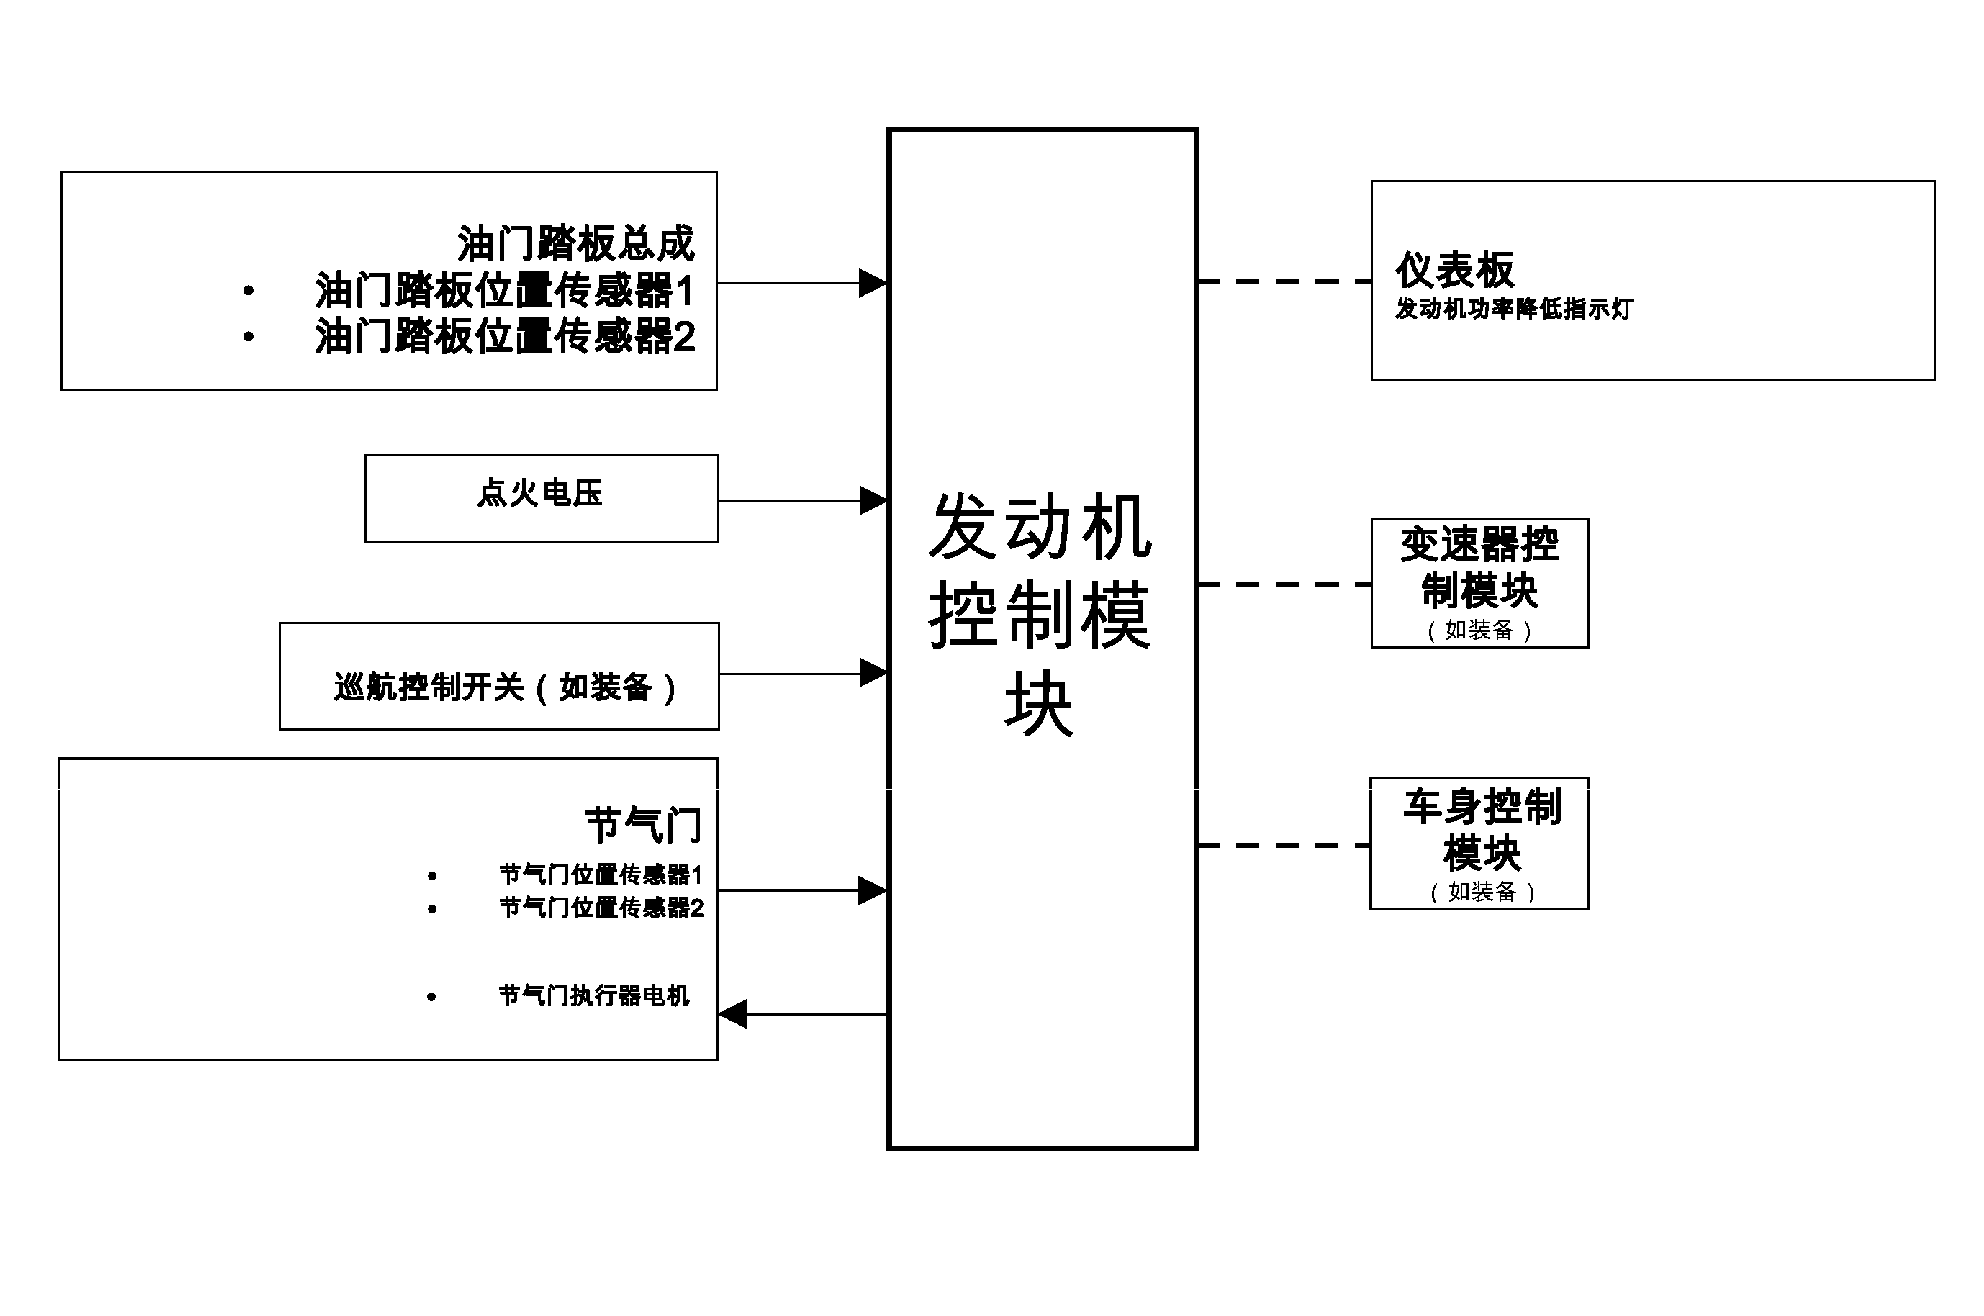 油门踏板总成
• 油门踏板位置传感器1
• 油门踏板位置传感器2
点火电压
巡航控制开关（如装备）
节气门
• 节气门位置传感器1
• 节气门位置传感器2
• 节气门执行器电机
发动机
控制模
块
仪表板
发动机功率降低指示灯
变速器控
制模块
（如装备）
车身控制
模块
（如装备）